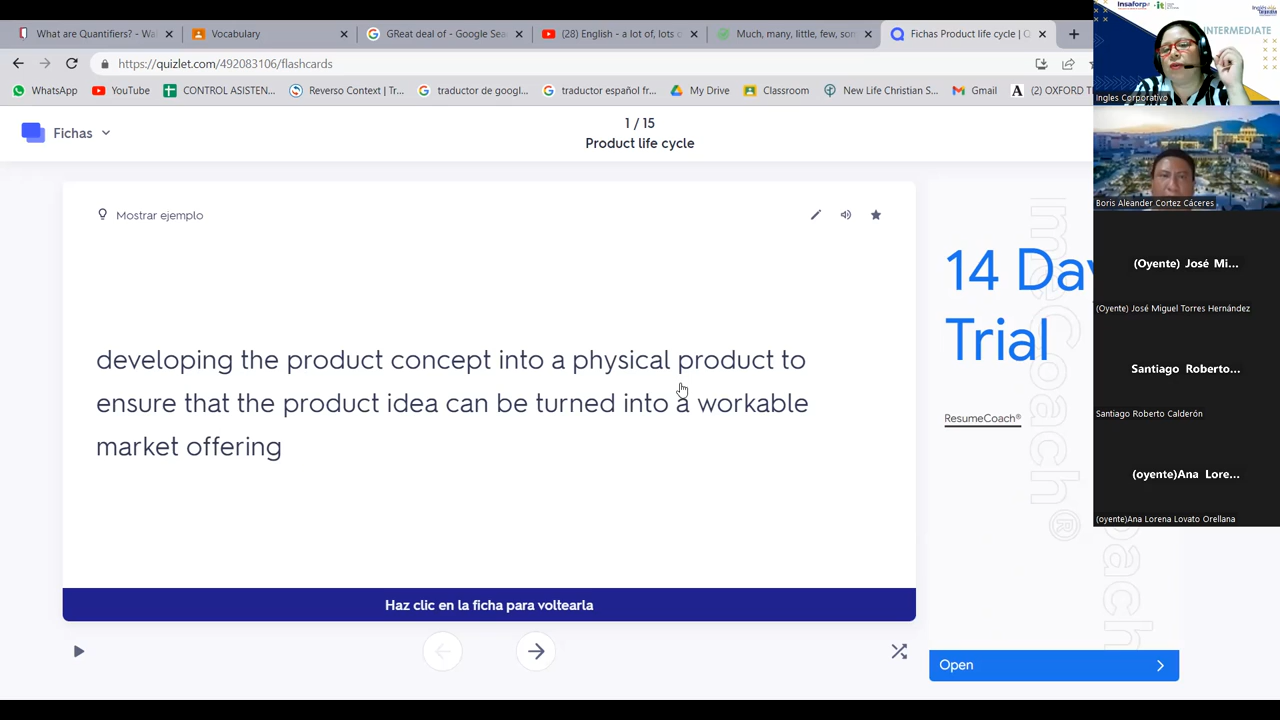 What are Quantifiers? - Wa
Vocabulary
GReat deal of - Google Sea
(28) English - a lot of, lots o
Much, many, little, few, som
Fichas Product life cycle | Q
https://quizlet.com/492083106/flashcards
WhatsApp
YouTube
CONTROL ASISTEN...
Reverso Context | Tr...
traductor de googl...
traductor español fr...
My Drive
Classroom
New Life Christian S...
Gmail
(2) OXFORD T
Fichas
1 / 15
Product life cycle
Mostrar ejemplo
developing the product concept into a physical product to
ensure that the product idea can be turned into a workable
market offering
Haz clic en la ficha para voltearla
14 Da
Trial
ResumeCoach®
Open
Insaforp
INTERMEDIATE
Ingles Corporativo
Boris Aleander Cortez Cáceres
(Oyente) José Mi...
(Oyente) José Miguel Torres Hernández
Santiago Roberto...
Santiago Roberto Calderón
(oyente)Ana Lore...
(oyente)Ana Lorena Lovato Orellana